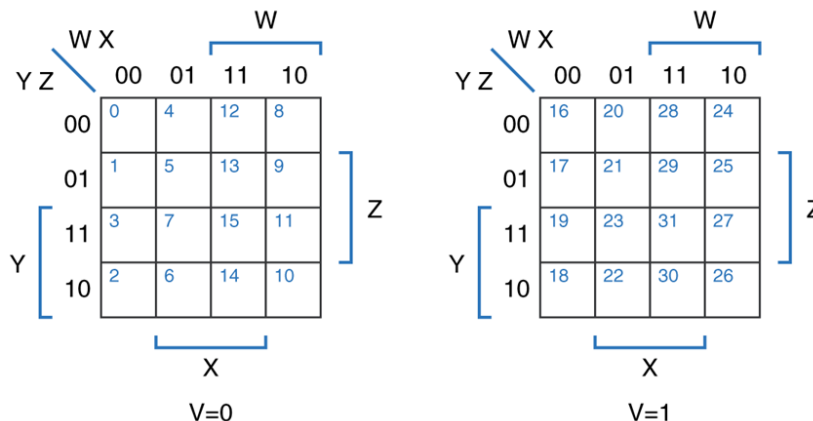 W X W W X W
Y Z 00 01 11 10 Y Z 00 01 11 10
00 0 4 12 8 00 16 20 28 24
01 1 5 13 9 01 17 21 29 25
Z Z
Y 11 3 7 15 11 Y 11 19 23 31 27
10 2 6 14 10 10 18 22 30 26
X X
V=0 V=1